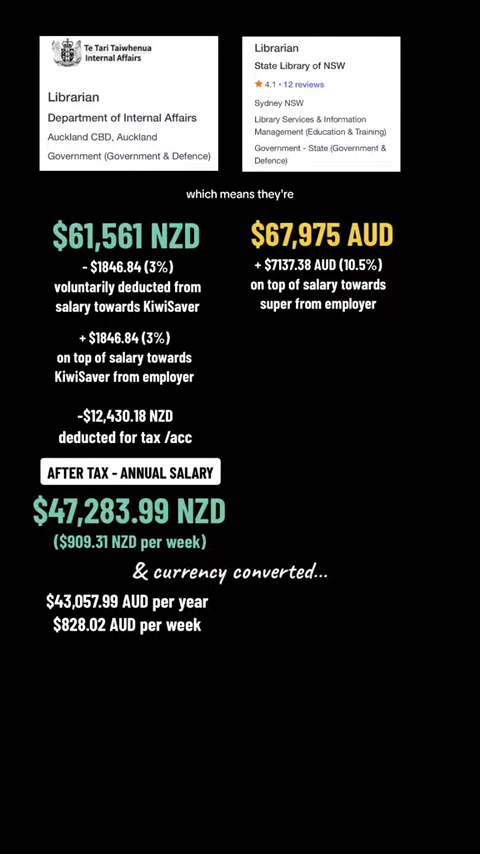 Te Tari Taiwhenua
Internal Affairs
Librarian
Department of Internal Affairs
Auckland CBD, Auckland
Government (Government & Defence)
Librarian
State Library of NSW
4.1 • 12 reviews
Sydney NSW
Library Services & Information
Management (Education & Training)
Government - State (Government &
Defence)
which means they're
$61,561 NZD
- $1846.84 (3%)
voluntarily deducted from
salary towards KiwiSaver
+ $1846.84 (3%)
on top of salary towards
KiwiSaver from employer
-$12,430.18 NZD
deducted for tax /acc
$67,975 AUD
+ $7137.38 AUD (10.5%)
on top of salary towards
super from employer
AFTER TAX - ANNUAL SALARY
$47,283.99 NZD
($909.31 NZD per week)
& currency converted...
$43,057.99 AUD per year
$828.02 AUD per week